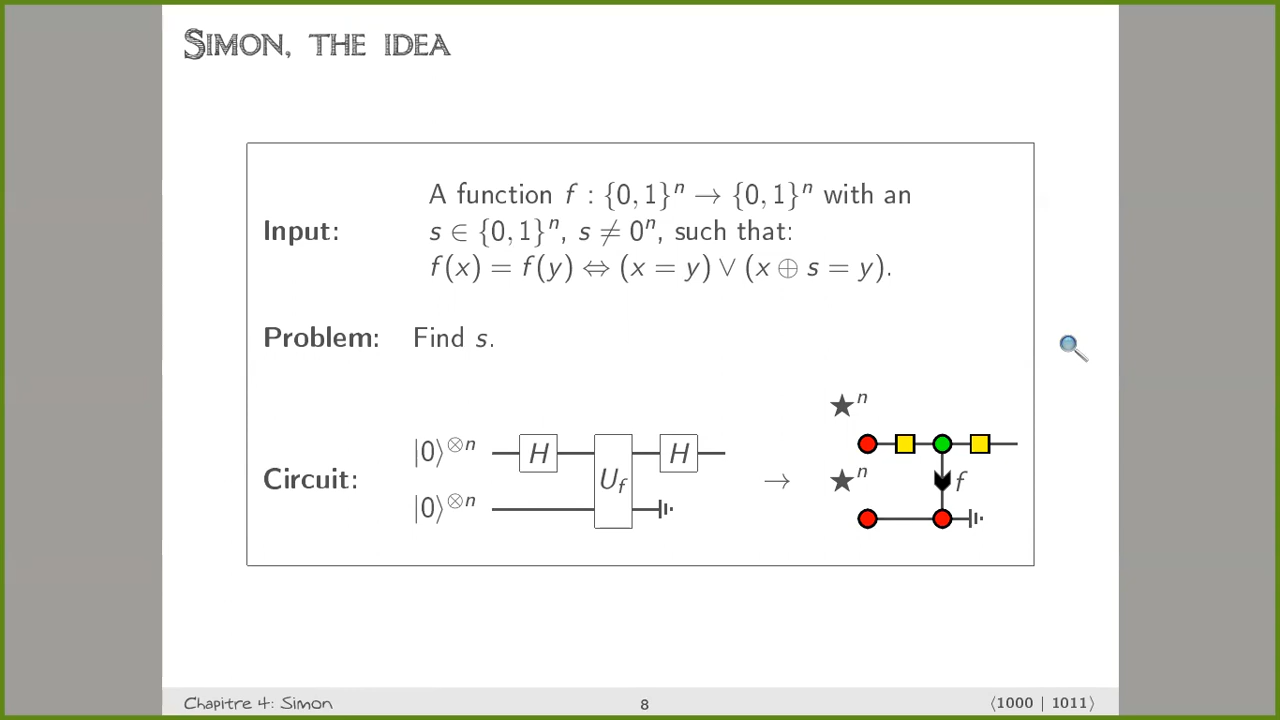 SIMON, THE IDEA
A function f : {0, 1}ⁿ → {0, 1}ⁿ with an
Input: s ∈ {0, 1}ⁿ, s ≠ 0ⁿ, such that:
f(x) = f(y) ⇔ (x = y) ∨ (x ⊕ s = y).
Problem: Find s.
★ⁿ
|0⟩⊗ⁿ H H
Circuit: U_f → ★ⁿ f
|0⟩⊗ⁿ
Chapitre 4: Simon 8 ⟨1000 | 1011⟩